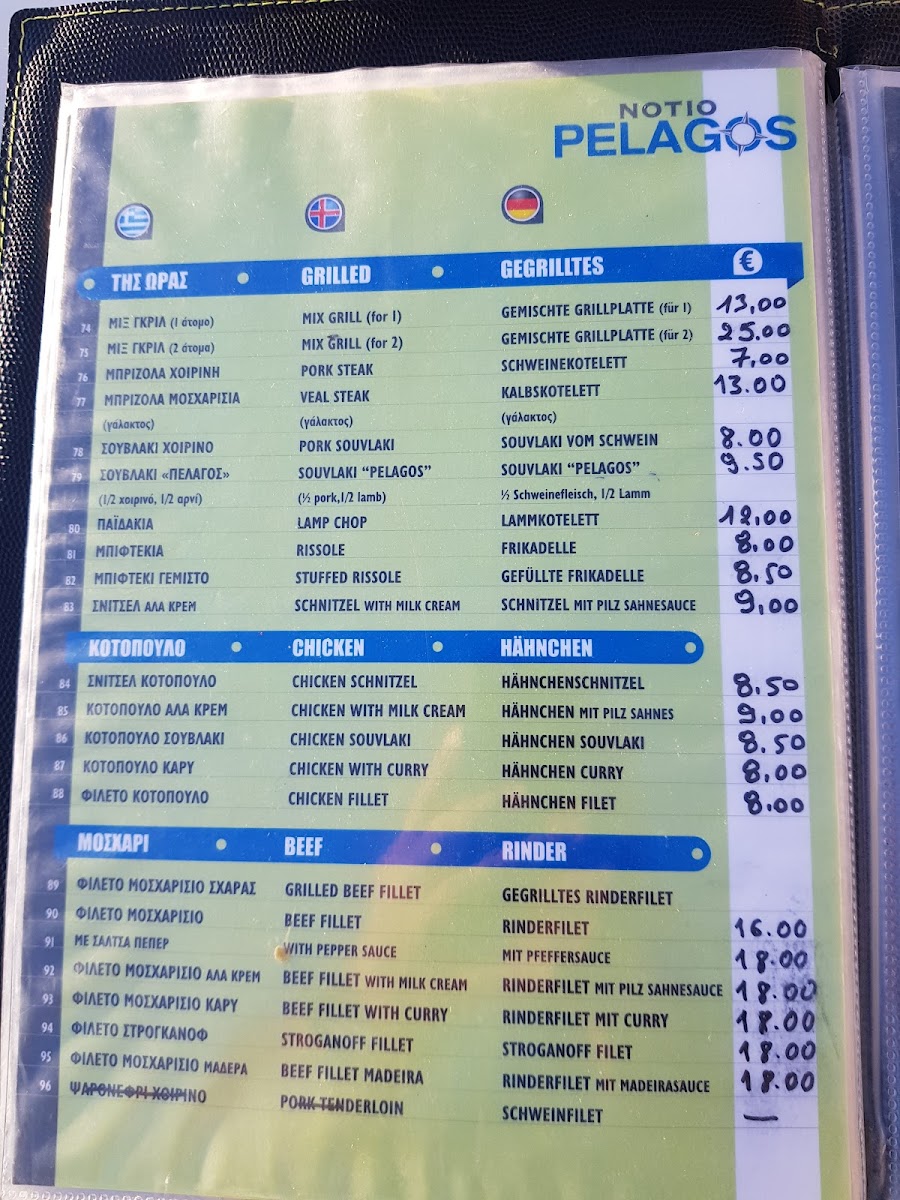 NOTIO
PELAGOS
ΤΗΣ ΩΡΑΣ GRILLED GEGRILLTES €
74 ΜΙΞ ΓΚΡΙΛ (1 άτομο) MIX GRILL (for 1) GEMISCHTE GRILLPLATTE (für 1) 13,00
75 ΜΙΞ ΓΚΡΙΛ (2 άτομα) MIX GRILL (for 2) GEMISCHTE GRILLPLATTE (für 2) 25.00
76 ΜΠΡΙΖΟΛΑ ΧΟΙΡΙΝΗ PORK STEAK SCHWEINEKOTELETT 7,00
77 ΜΠΡΙΖΟΛΑ ΜΟΣΧΑΡΙΣΙΑ VEAL STEAK KALBSKOTELETT 13.00
(γάλακτος) (γάλακτος) (γάλακτος)
78 ΣΟΥΒΛΑΚΙ ΧΟΙΡΙΝΟ PORK SOUVLAKI SOUVLAKI VOM SCHWEIN 8.00
79 ΣΟΥΒΛΑΚΙ «ΠΕΛΑΓΟΣ» SOUVLAKI “PELAGOS” SOUVLAKI “PELAGOS” 9.50
(1/2 χοιρινό, 1/2 αρνί) (½ pork,1/2 lamb) ½ Schweinefleisch, 1/2 Lamm
80 ΠΑΪΔΑΚΙΑ LAMP CHOP LAMMKOTELETT 12,00
81 ΜΠΙΦΤΕΚΙΑ RISSOLE FRIKADELLE 8.00
82 ΜΠΙΦΤΕΚΙ ΓΕΜΙΣΤΟ STUFFED RISSOLE GEFÜLLTE FRIKADELLE 8.50
83 ΣΝΙΤΣΕΛ ΑΛΑ ΚΡΕΜ SCHNITZEL WITH MILK CREAM SCHNITZEL MIT PILZ SAHNESAUCE 9,00
ΚΟΤΟΠΟΥΛΟ CHICKEN HÄHNCHEN
84 ΣΝΙΤΣΕΛ ΚΟΤΟΠΟΥΛΟ CHICKEN SCHNITZEL HÄHNCHENSCHNITZEL 8.50
85 ΚΟΤΟΠΟΥΛΟ ΑΛΑ ΚΡΕΜ CHICKEN WITH MILK CREAM HÄHNCHEN MIT PILZ SAHNES 9,00
86 ΚΟΤΟΠΟΥΛΟ ΣΟΥΒΛΑΚΙ CHICKEN SOUVLAKI HÄHNCHEN SOUVLAKI 8.50
87 ΚΟΤΟΠΟΥΛΟ ΚΑΡΥ CHICKEN WITH CURRY HÄHNCHEN CURRY 8,00
88 ΦΙΛΕΤΟ ΚΟΤΟΠΟΥΛΟ CHICKEN FILLET HÄHNCHEN FILET 8.00
ΜΟΣΧΑΡΙ BEEF RINDER
89 ΦΙΛΕΤΟ ΜΟΣΧΑΡΙΣΙΟ ΣΧΑΡΑΣ GRILLED BEEF FILLET GEGRILLTES RINDERFILET
90 ΦΙΛΕΤΟ ΜΟΣΧΑΡΙΣΙΟ BEEF FILLET RINDERFILET 16.00
91 ΜΕ ΣΑΛΤΣΑ ΠΕΠΕΡ WITH PEPPER SAUCE MIT PFEFFERSAUCE 18.00
92 ΦΙΛΕΤΟ ΜΟΣΧΑΡΙΣΙΟ ΑΛΑ ΚΡΕΜ BEEF FILLET WITH MILK CREAM RINDERFILET MIT PILZ SAHNESAUCE 18.00
93 ΦΙΛΕΤΟ ΜΟΣΧΑΡΙΣΙΟ ΚΑΡΥ BEEF FILLET WITH CURRY RINDERFILET MIT CURRY 18.00
94 ΦΙΛΕΤΟ ΣΤΡΟΓΚΑΝΟΦ STROGANOFF FILLET STROGANOFF FILET 18.00
95 ΦΙΛΕΤΟ ΜΟΣΧΑΡΙΣΙΟ ΜΑΔΕΡΑ BEEF FILLET MADEIRA RINDERFILET MIT MADEIRASAUCE 18.00
96 ΨΑΡΟΝΕΦΡΙ ΧΟΙΡΙΝΟ PORK TENDERLOIN SCHWEINFILET —